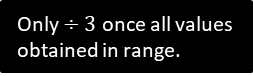 Only ÷ 3 once all values
obtained in range.